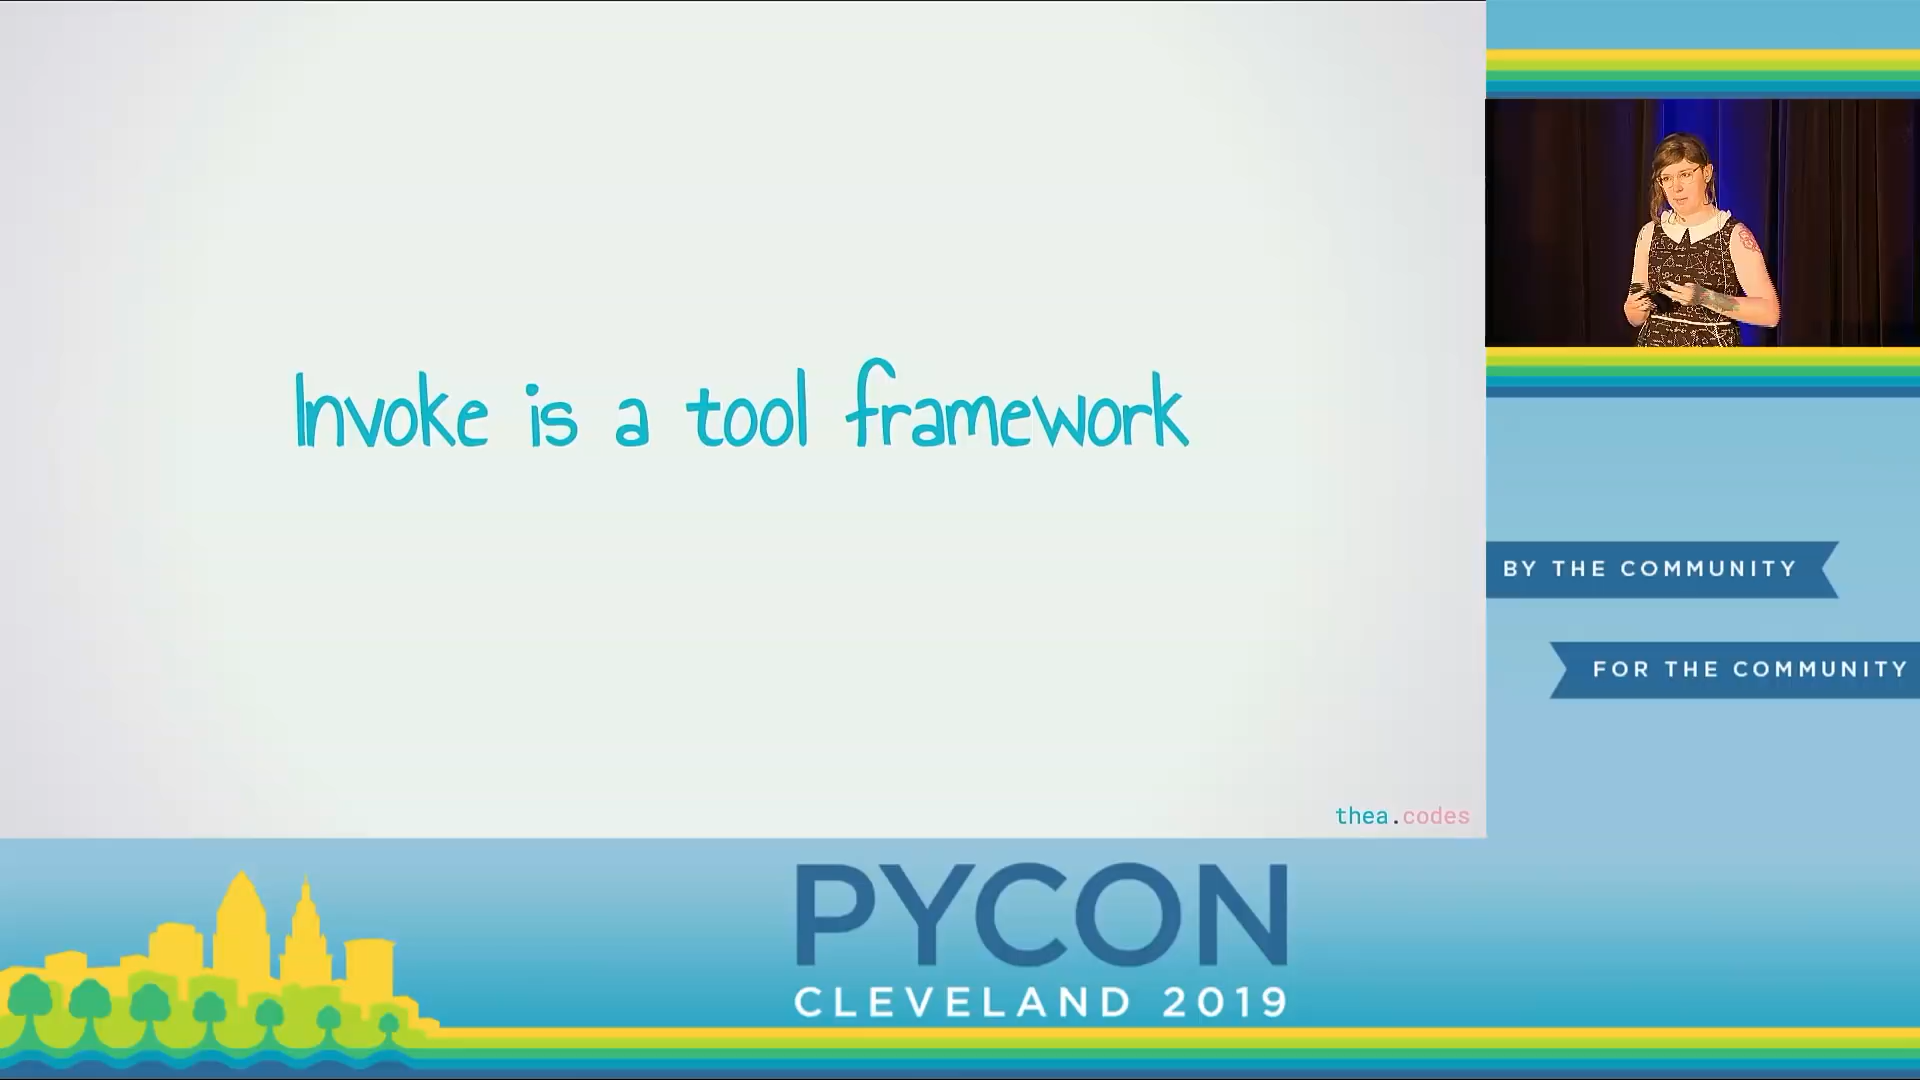 Invoke is a tool framework
thea.codes
BY THE COMMUNITY
FOR THE COMMUNITY
PYCON
CLEVELAND 2019